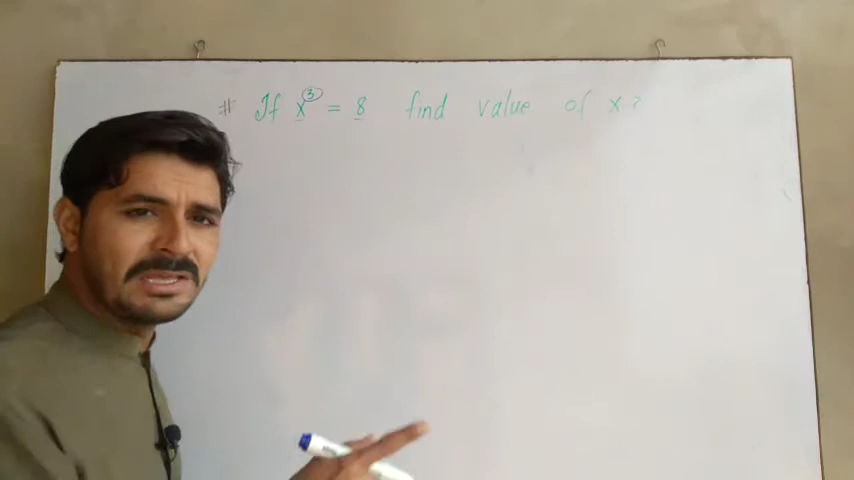 # If x³ = 8 find value of x?